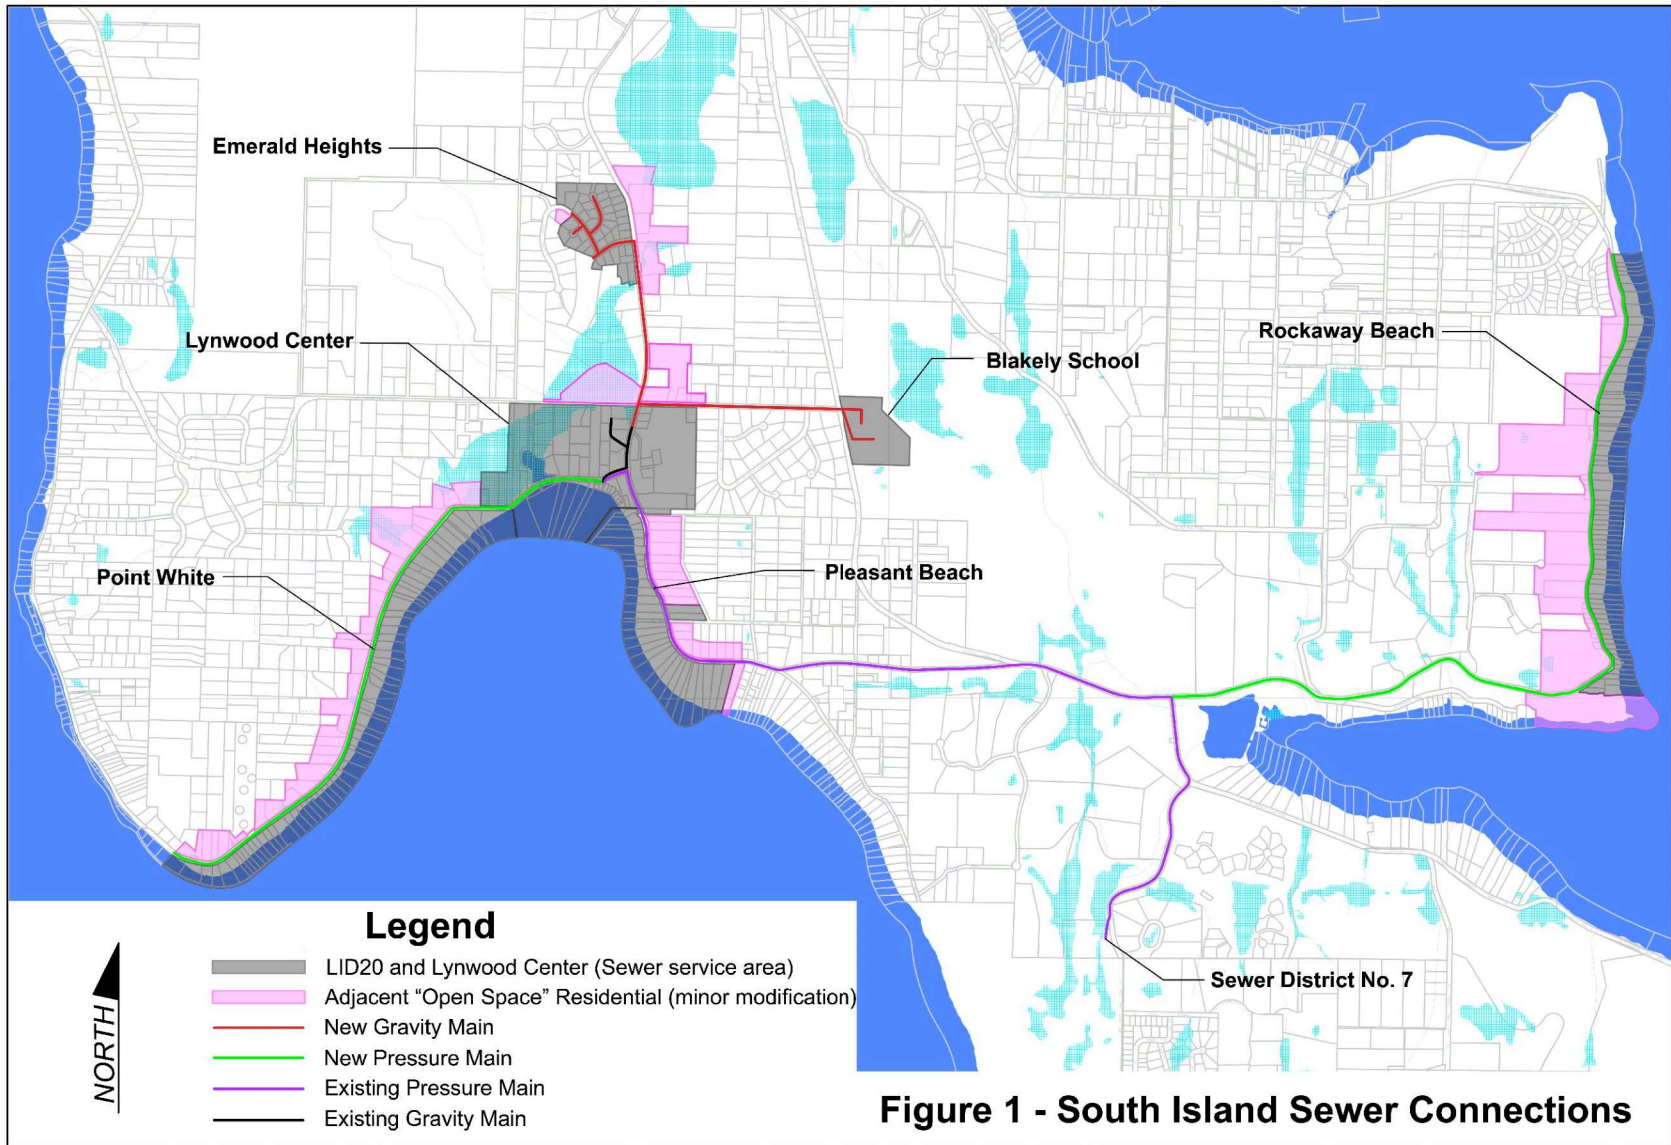 Emerald Heights
Lynwood Center
Rockaway Beach
Blakely School
Point White
Pleasant Beach
Sewer District No. 7
Legend
LID20 and Lynwood Center (Sewer service area)
Adjacent “Open Space” Residential (minor modification)
New Gravity Main
New Pressure Main
Existing Pressure Main
Existing Gravity Main
NORTH
Figure 1 - South Island Sewer Connections